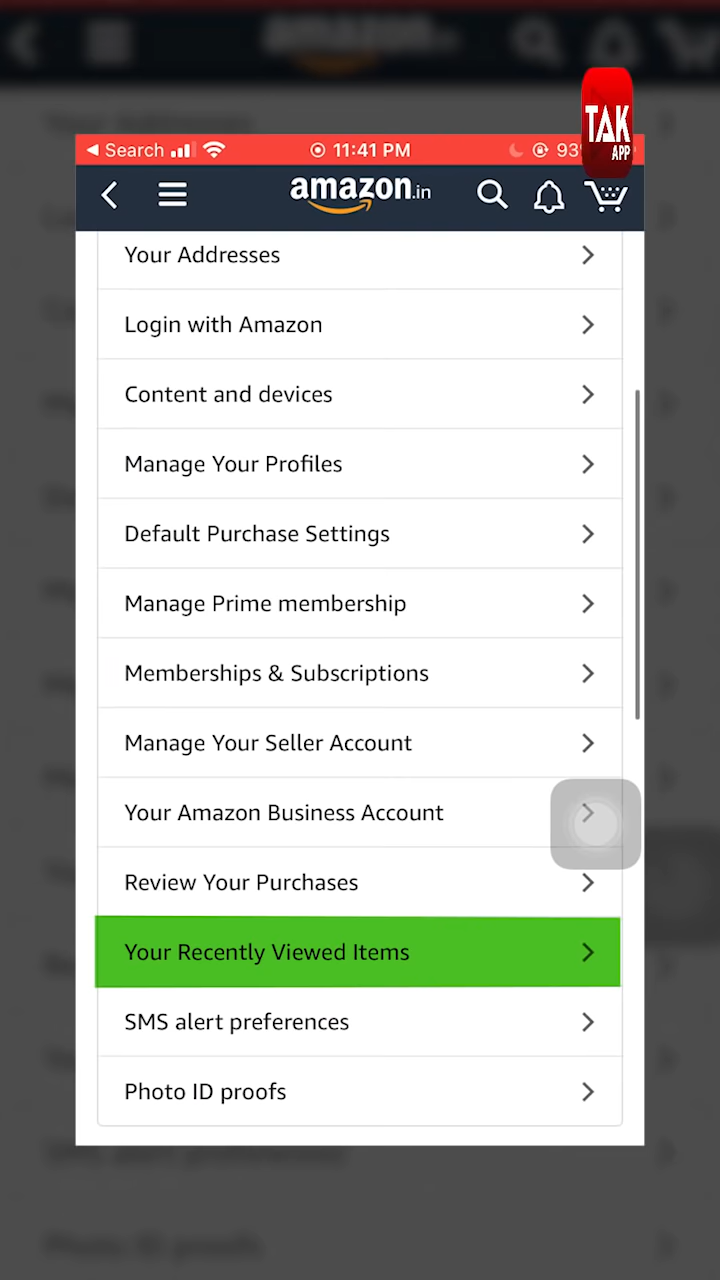 TAK
APP
Search
11:41 PM
93
amazon.in
Your Addresses
Login with Amazon
Content and devices
Manage Your Profiles
Default Purchase Settings
Manage Prime membership
Memberships & Subscriptions
Manage Your Seller Account
Your Amazon Business Account
Review Your Purchases
Your Recently Viewed Items
SMS alert preferences
Photo ID proofs